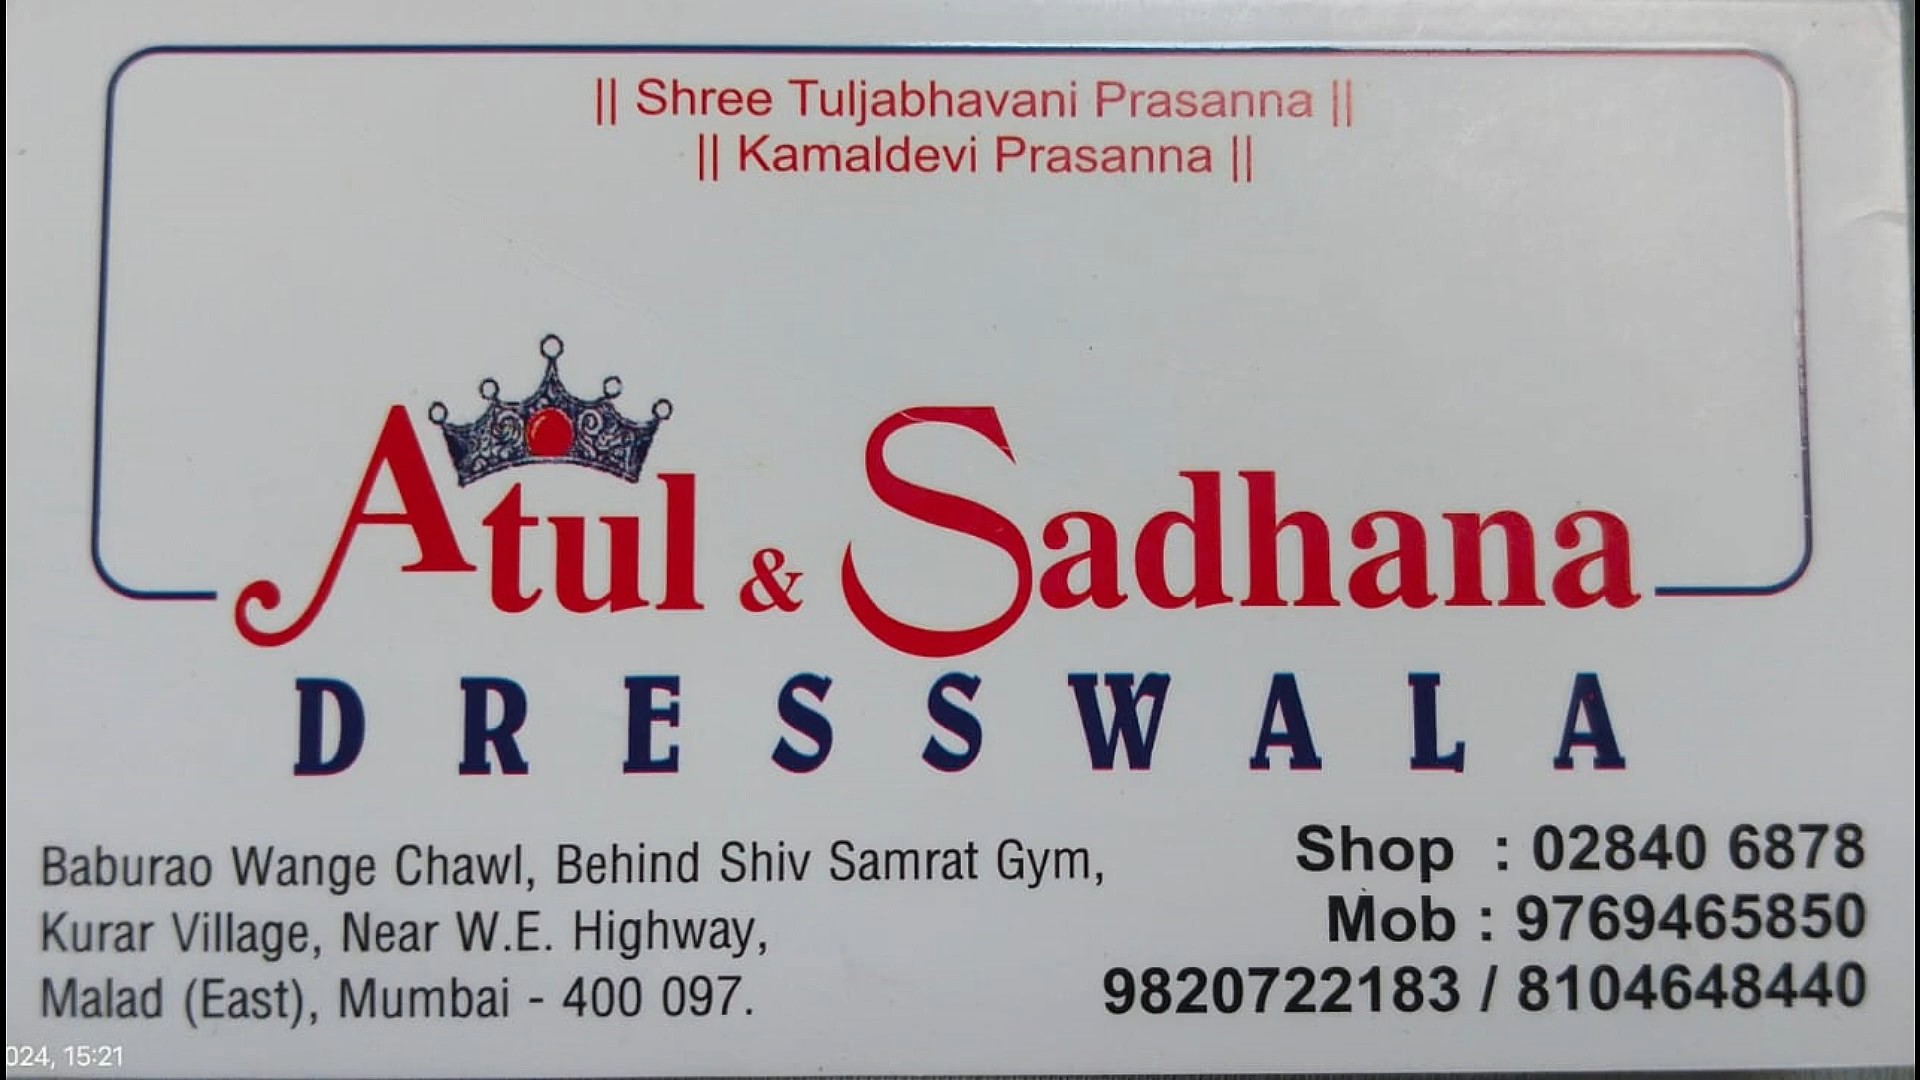 || Shree Tuljabhavani Prasanna ||
|| Kamaldevi Prasanna ||
Atul & Sadhana
DRESSWALA
Baburao Wange Chawl, Behind Shiv Samrat Gym,
Kurar Village, Near W.E. Highway,
Malad (East), Mumbai - 400 097.
Shop : 02840 6878
Mob : 9769465850
9820722183 / 8104648440
024, 15:21